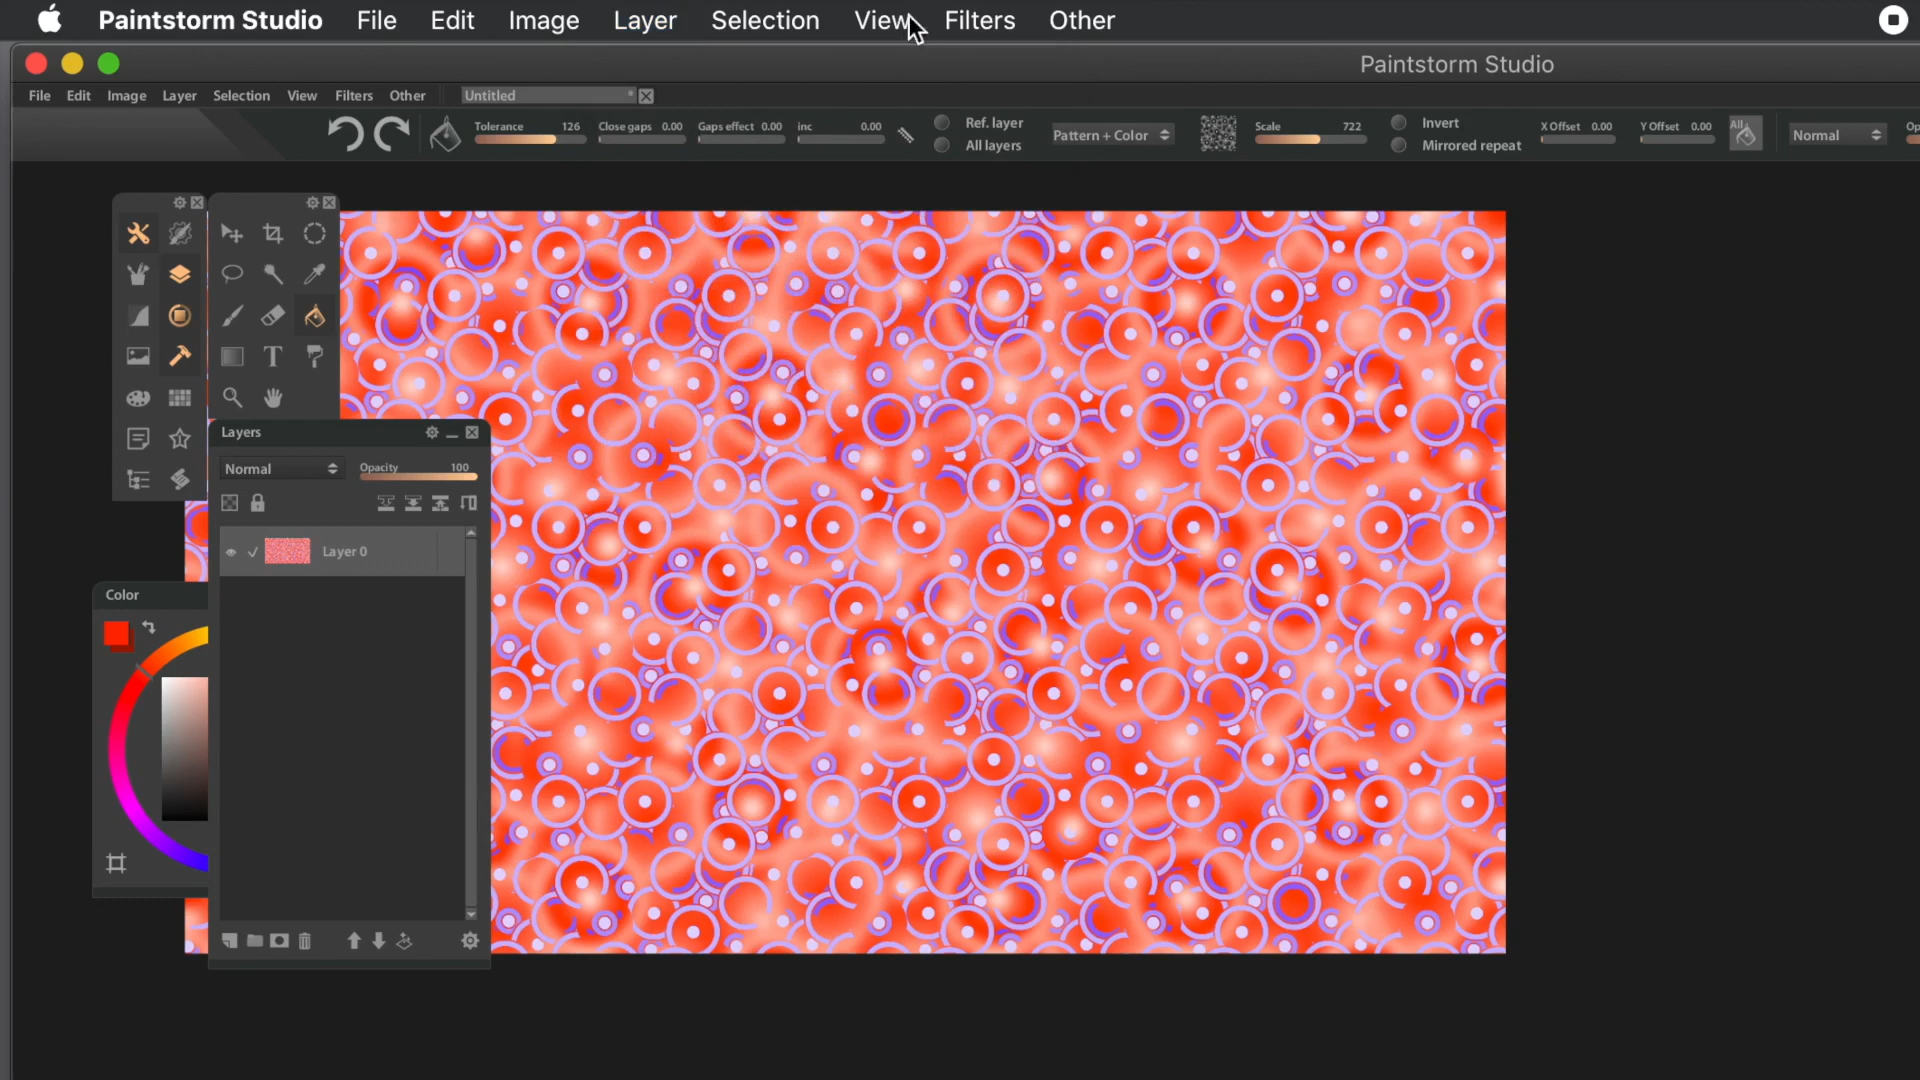 Paintstorm Studio File Edit Image Layer Selection View Filters Other
Paintstorm Studio
File Edit Image Layer Selection View Filters Other Untitled *
Tolerance 126 Close gaps 0.00 Gaps effect 0.00 inc 0.00 Ref. layer Scale 722 Invert X Offset 0.00 Y Offset 0.00 All
Pattern + Color Normal Op
All layers Mirrored repeat
Layers
Normal Opacity 100
Layer 0
Color
T